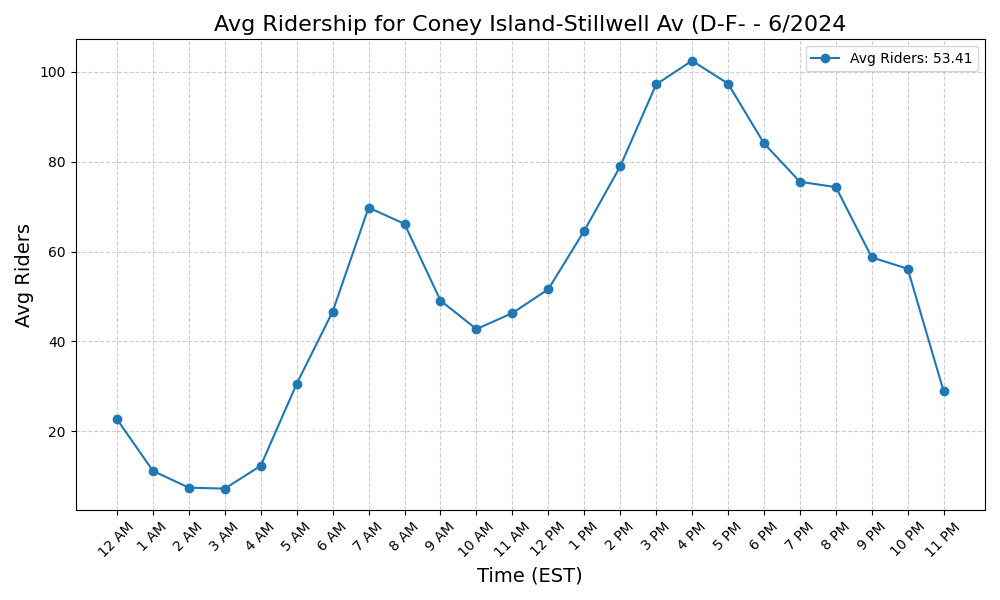 Avg Ridership for Coney Island-Stillwell Av (D-F- - 6/2024
Avg Riders: 53.41
100
80
60
40
20
Avg Riders
12 AM
1 AM
2 AM
3 AM
4 AM
5 AM
6 AM
7 AM
8 AM
9 AM
10 AM
11 AM
12 PM
1 PM
2 PM
3 PM
4 PM
5 PM
6 PM
7 PM
8 PM
9 PM
10 PM
11 PM
Time (EST)